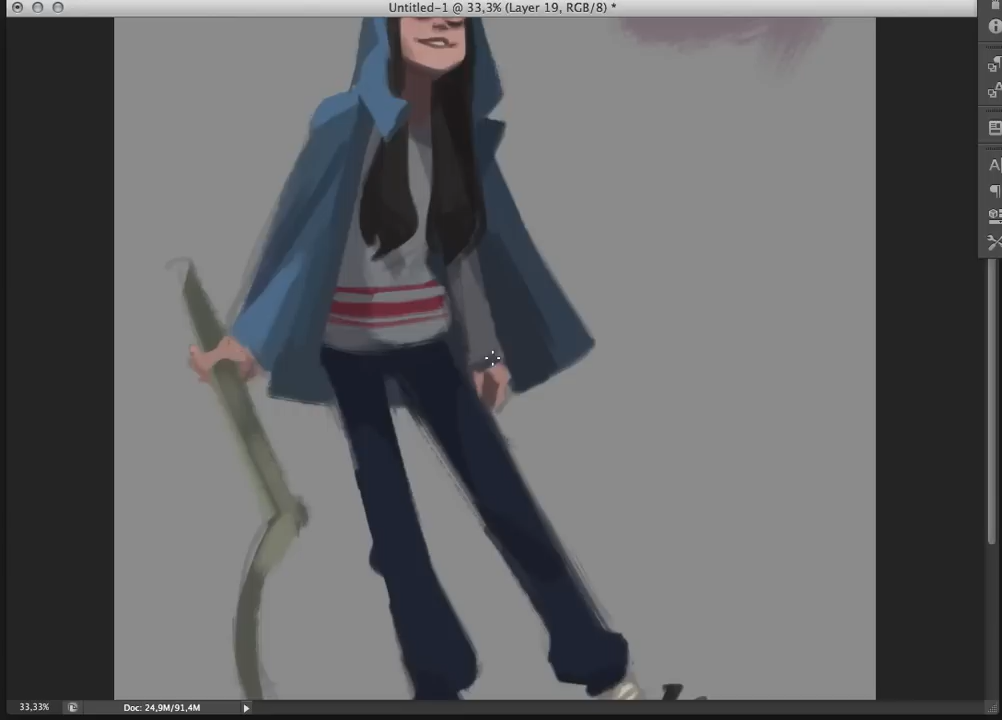 Untitled-1 @ 33,3% (Layer 19, RGB/8) *
33,33%
Doc: 24,9M/91,4M